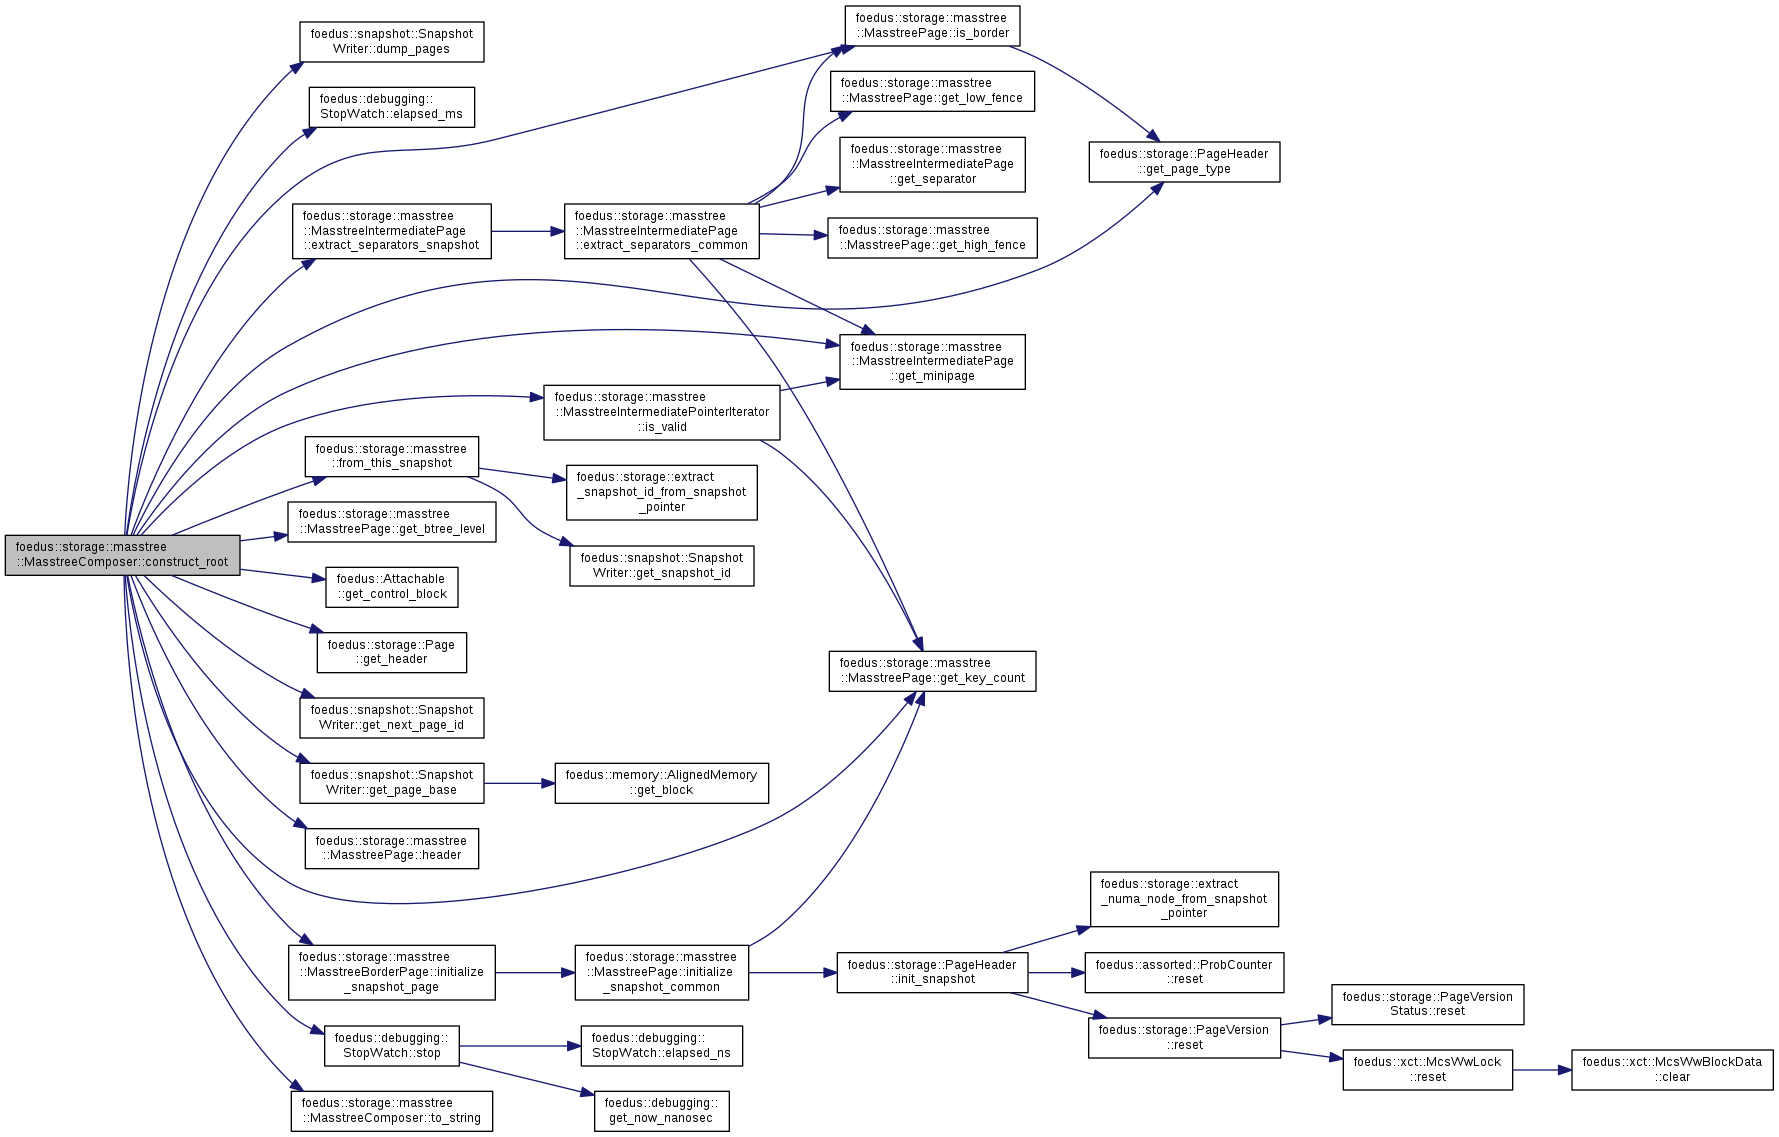 foedus::storage::masstree
::MasstreeComposer::construct_root
foedus::snapshot::Snapshot
Writer::dump_pages
foedus::debugging::
StopWatch::elapsed_ms
foedus::storage::masstree
::MasstreeIntermediatePage
::extract_separators_snapshot
foedus::storage::masstree
::from_this_snapshot
foedus::storage::masstree
::MasstreePage::get_btree_level
foedus::Attachable
::get_control_block
foedus::storage::Page
::get_header
foedus::snapshot::Snapshot
Writer::get_next_page_id
foedus::snapshot::Snapshot
Writer::get_page_base
foedus::storage::masstree
::MasstreePage::header
foedus::storage::masstree
::MasstreeBorderPage::initialize
_snapshot_page
foedus::debugging::
StopWatch::stop
foedus::storage::masstree
::MasstreeComposer::to_string
foedus::storage::masstree
::MasstreeIntermediatePage
::extract_separators_common
foedus::storage::masstree
::MasstreeIntermediatePointerIterator
::is_valid
foedus::storage::extract
_snapshot_id_from_snapshot
_pointer
foedus::snapshot::Snapshot
Writer::get_snapshot_id
foedus::memory::AlignedMemory
::get_block
foedus::storage::masstree
::MasstreePage::initialize
_snapshot_common
foedus::debugging::
StopWatch::elapsed_ns
foedus::debugging::
get_now_nanosec
foedus::storage::masstree
::MasstreePage::is_border
foedus::storage::masstree
::MasstreePage::get_low_fence
foedus::storage::masstree
::MasstreeIntermediatePage
::get_separator
foedus::storage::masstree
::MasstreePage::get_high_fence
foedus::storage::masstree
::MasstreeIntermediatePage
::get_minipage
foedus::storage::masstree
::MasstreePage::get_key_count
foedus::storage::PageHeader
::init_snapshot
foedus::storage::PageHeader
::get_page_type
foedus::storage::extract
_numa_node_from_snapshot
_pointer
foedus::assorted::ProbCounter
::reset
foedus::storage::PageVersion
::reset
foedus::storage::PageVersion
Status::reset
foedus::xct::McsWwLock
::reset
foedus::xct::McsWwBlockData
::clear